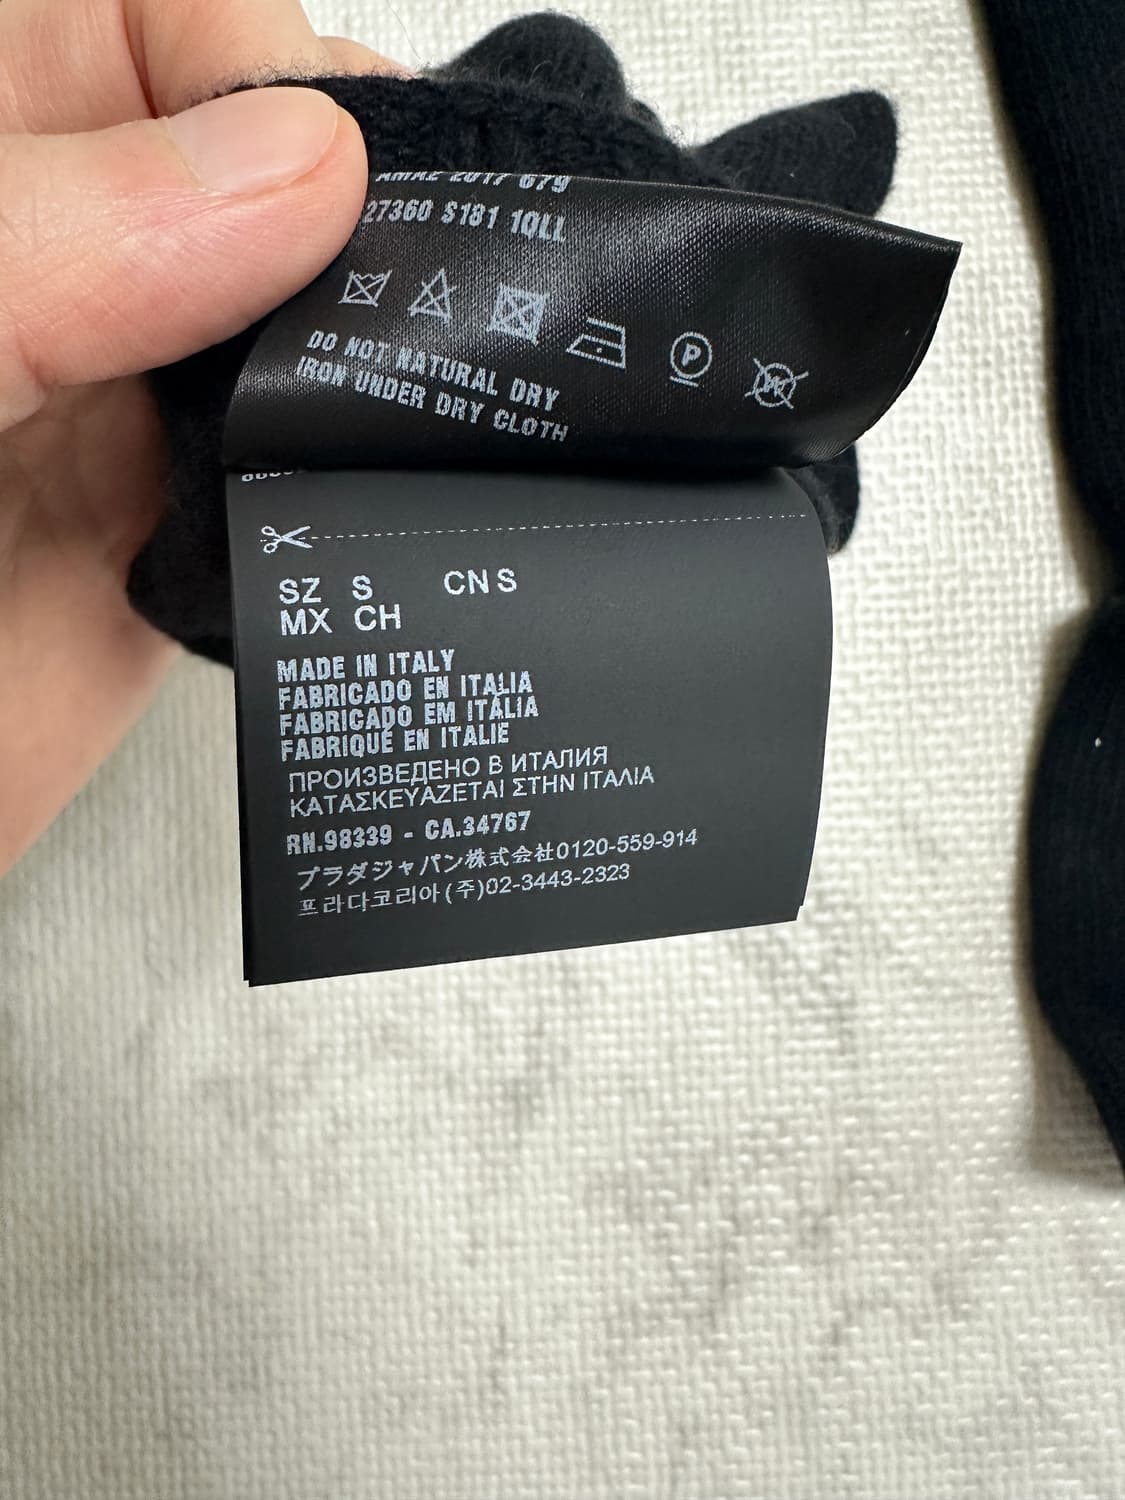 27360 S181 1QLL
P
DO NOT NATURAL DRY
IRON UNDER DRY CLOTH
SZ S CN S
MX CH
MADE IN ITALY
FABRICADO EN ITALIA
FABRICADO EM ITÁLIA
FABRIQUÉ EN ITALIE
ПРОИЗВЕДЕНО В ИТАЛИЯ
ΚΑΤΑΣΚΕΥΑΖΕΤΑΙ ΣΤΗΝ ΙΤΑΛΙΑ
RN.98339 - CA.34767
プラダジャパン株式会社0120-559-914
프라다코리아(주)02-3443-2323